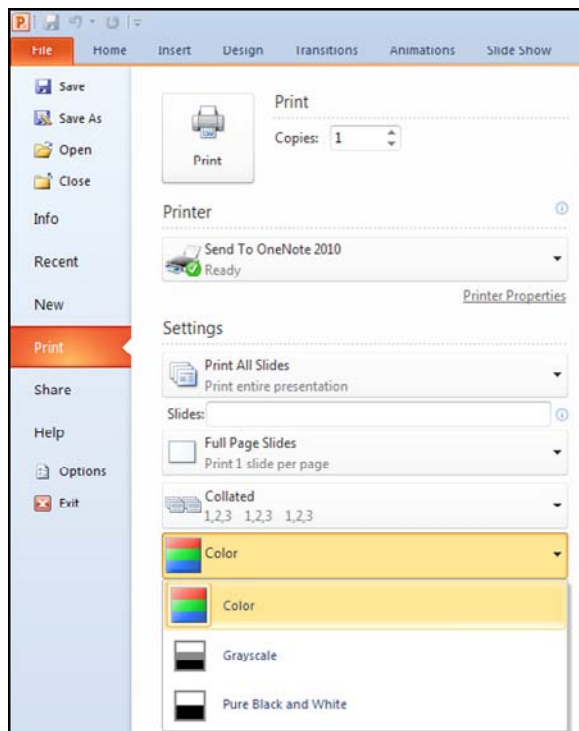 File Home Insert Design Transitions Animations Slide Show
Save
Save As
Open
Close
Info
Recent
New
Print
Share
Help
Options
Exit
Print
Copies: 1
Print
Printer
Send To OneNote 2010
Ready
Printer Properties
Settings
Print All Slides
Print entire presentation
Slides:
Full Page Slides
Print 1 slide per page
Collated
1,2,3 1,2,3 1,2,3
Color
Color
Grayscale
Pure Black and White